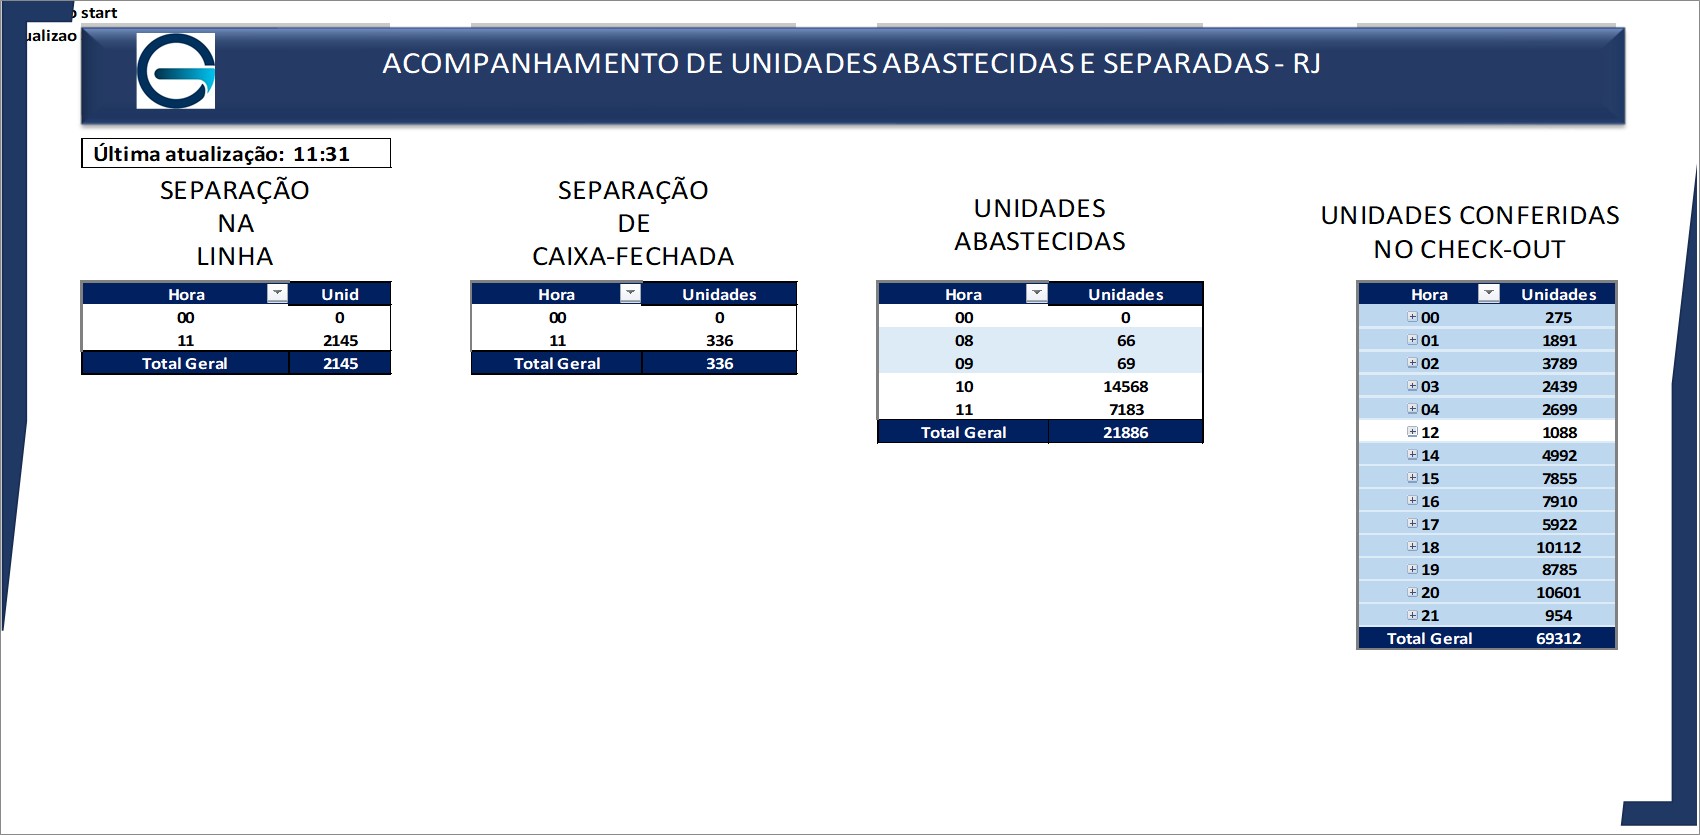 start
ualizao
ACOMPANHAMENTO DE UNIDADES ABASTECIDAS E SEPARADAS - RJ
Última atualização: 11:31
SEPARAÇÃO
NA
LINHA
Hora Unid
00 0
11 2145
Total Geral 2145
SEPARAÇÃO
DE
CAIXA-FECHADA
Hora Unidades
00 0
11 336
Total Geral 336
UNIDADES
ABASTECIDAS
Hora Unidades
00 0
08 66
09 69
10 14568
11 7183
Total Geral 21886
UNIDADES CONFERIDAS
NO CHECK-OUT
Hora Unidades
00 275
01 1891
02 3789
03 2439
04 2699
12 1088
14 4992
15 7855
16 7910
17 5922
18 10112
19 8785
20 10601
21 954
Total Geral 69312